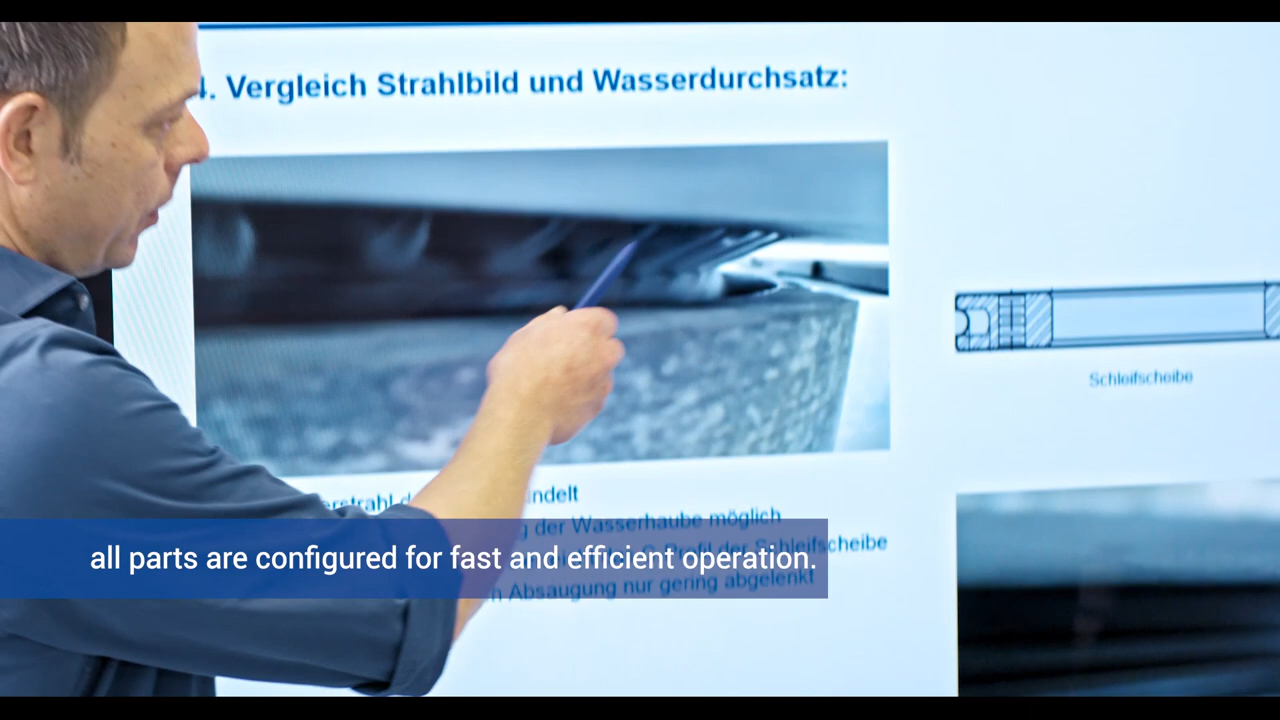 4. Vergleich Strahlbild und Wasserdurchsatz:
Schleifscheibe
der Wasserhaube möglich
Schleifscheibe
Absaugung nur gering abgelenkt
all parts are configured for fast and efficient operation.